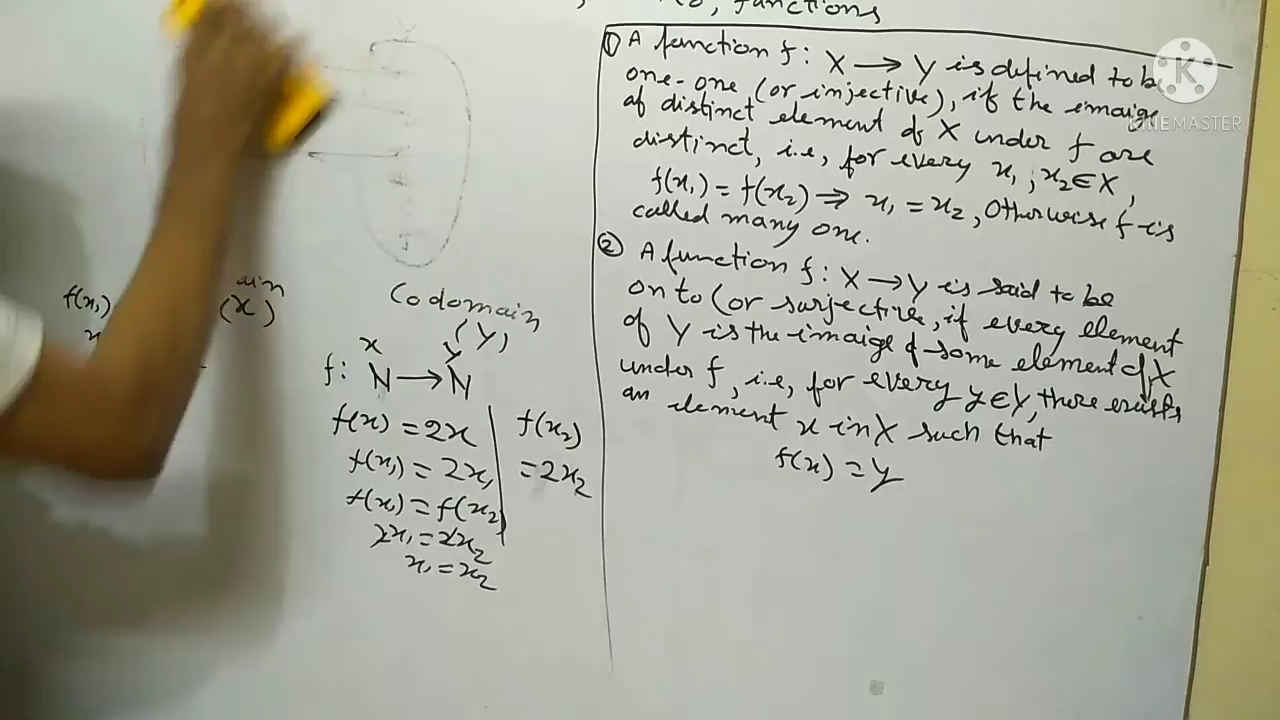 functions
① A function f: X → Y is defined to be
one-one (or injective), if the imaige
of distinct element of X under f are
distinct, i.e, for every x₁, x₂ ∈ X,
f(x₁) = f(x₂) ⇒ x₁ = x₂, Otherwise f is
called many one.
② A function f: X → Y is said to be
on to (or surjective, if every element
of Y is the imaige of some element of X
under f, i.e, for every y ∈ Y, there exists
an element x in X such that
f(x) = y
f(x₁)
(X)
Codomain
(Y)
x y
f: N → N
f(x) = 2x
f(x₁) = 2x₁
f(x₁) = f(x₂)
2x₁ = 2x₂
x₁ = x₂
f(x₂)
= 2x₂
K
KINEMASTER